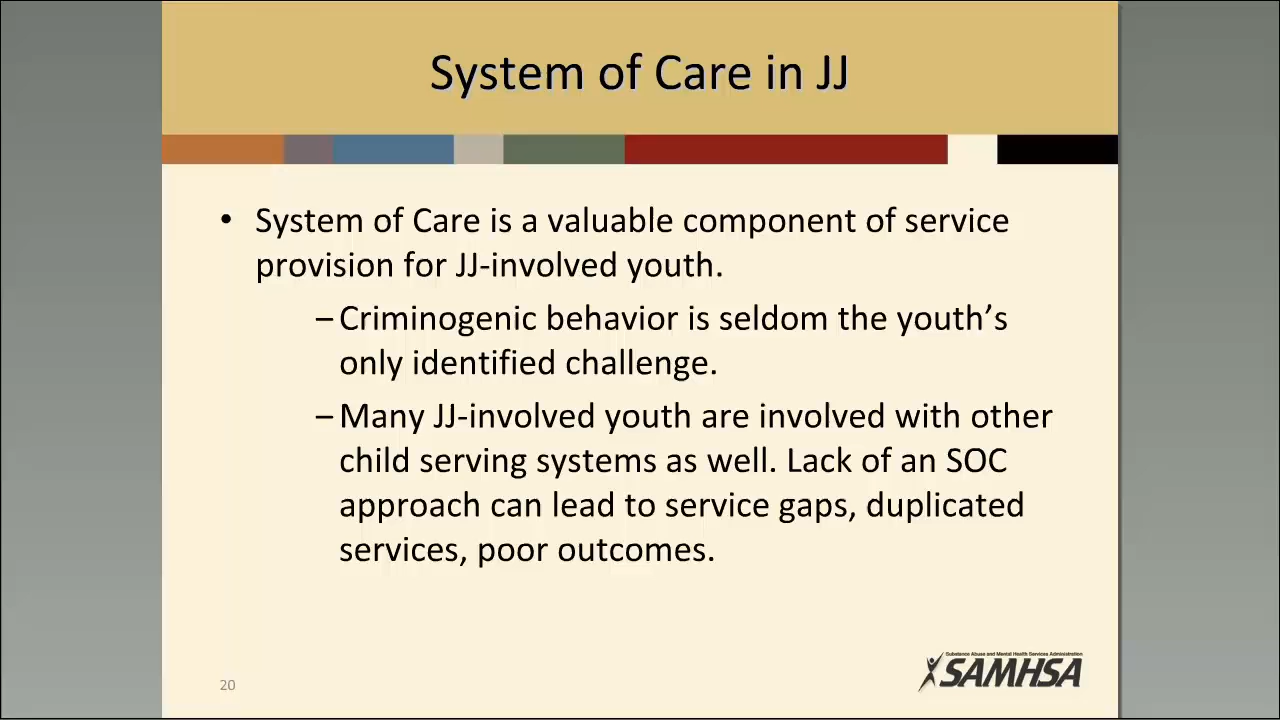 System of Care in JJ
• System of Care is a valuable component of service
provision for JJ-involved youth.
– Criminogenic behavior is seldom the youth’s
only identified challenge.
– Many JJ-involved youth are involved with other
child serving systems as well. Lack of an SOC
approach can lead to service gaps, duplicated
services, poor outcomes.
Substance Abuse and Mental Health Services Administration
SAMHSA
20